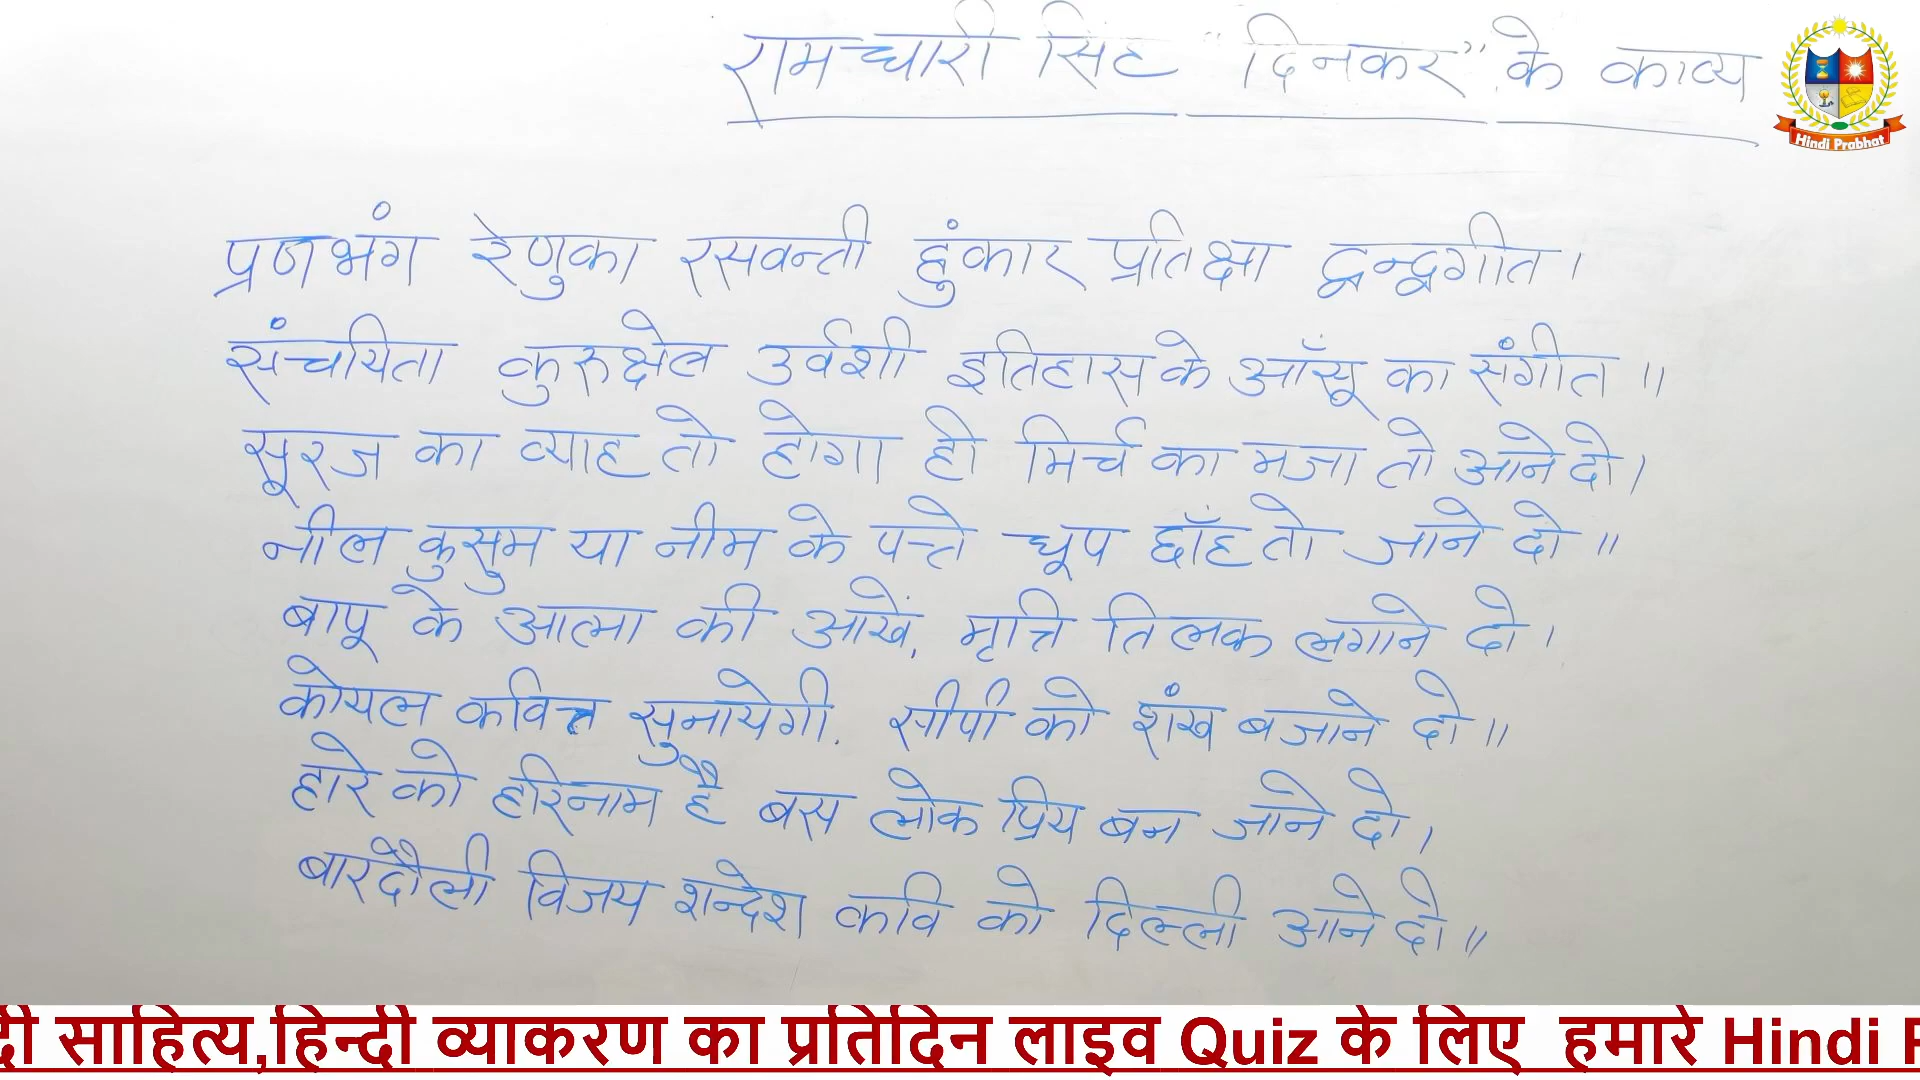 रामधारी सिंह "दिनकर" के काव्य
Hindi Prabhat
प्रणभंग रेणुका रसवन्ती हुंकार प्रतिक्षा द्वन्द्वगीत।
संचयिता कुरुक्षेत्र उर्वशी इतिहास के आँसू का संगीत॥
सूरज का व्याह तो होगा ही मिर्च का मजा तो आने दो।
नील कुसुम या नीम के पत्ते धूप छाँह तो जाने दो॥
बापू के आत्मा की आखें, मृत्ति तिलक लगाने दो।
कोयल कवित्त सुनायेगी, सीपी को शंख बजाने दो॥
हारे को हरिनाम है बस लोक प्रिय बन जाने दो।
बारदौली विजय शन्देश कवि को दिल्ली आने दो॥
दी साहित्य,हिन्दी व्याकरण का प्रतिदिन लाइव Quiz के लिए हमारे Hindi P